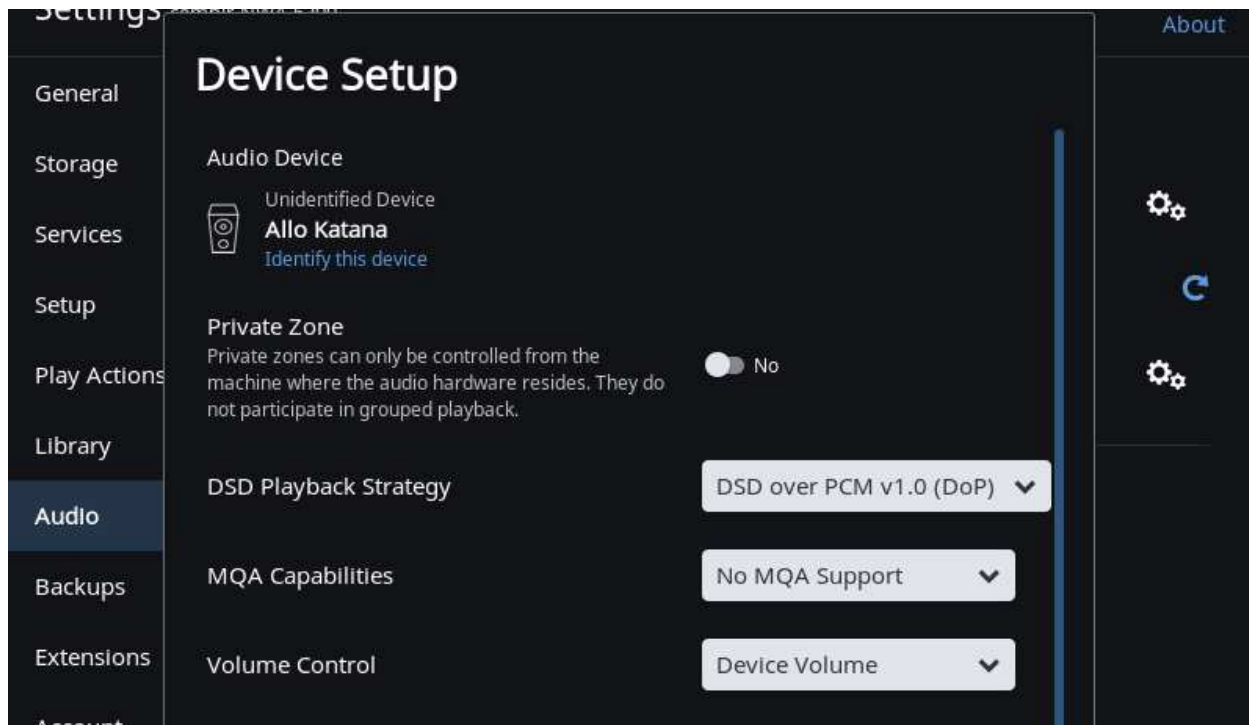 Settings
About
General
Storage
Services
Setup
Play Actions
Library
Audio
Backups
Extensions
Account
Device Setup
Audio Device
Unidentified Device
Allo Katana
Identify this device
Private Zone
Private zones can only be controlled from the
machine where the audio hardware resides. They do
not participate in grouped playback.
No
DSD Playback Strategy
DSD over PCM v1.0 (DoP)
MQA Capabilities
No MQA Support
Volume Control
Device Volume